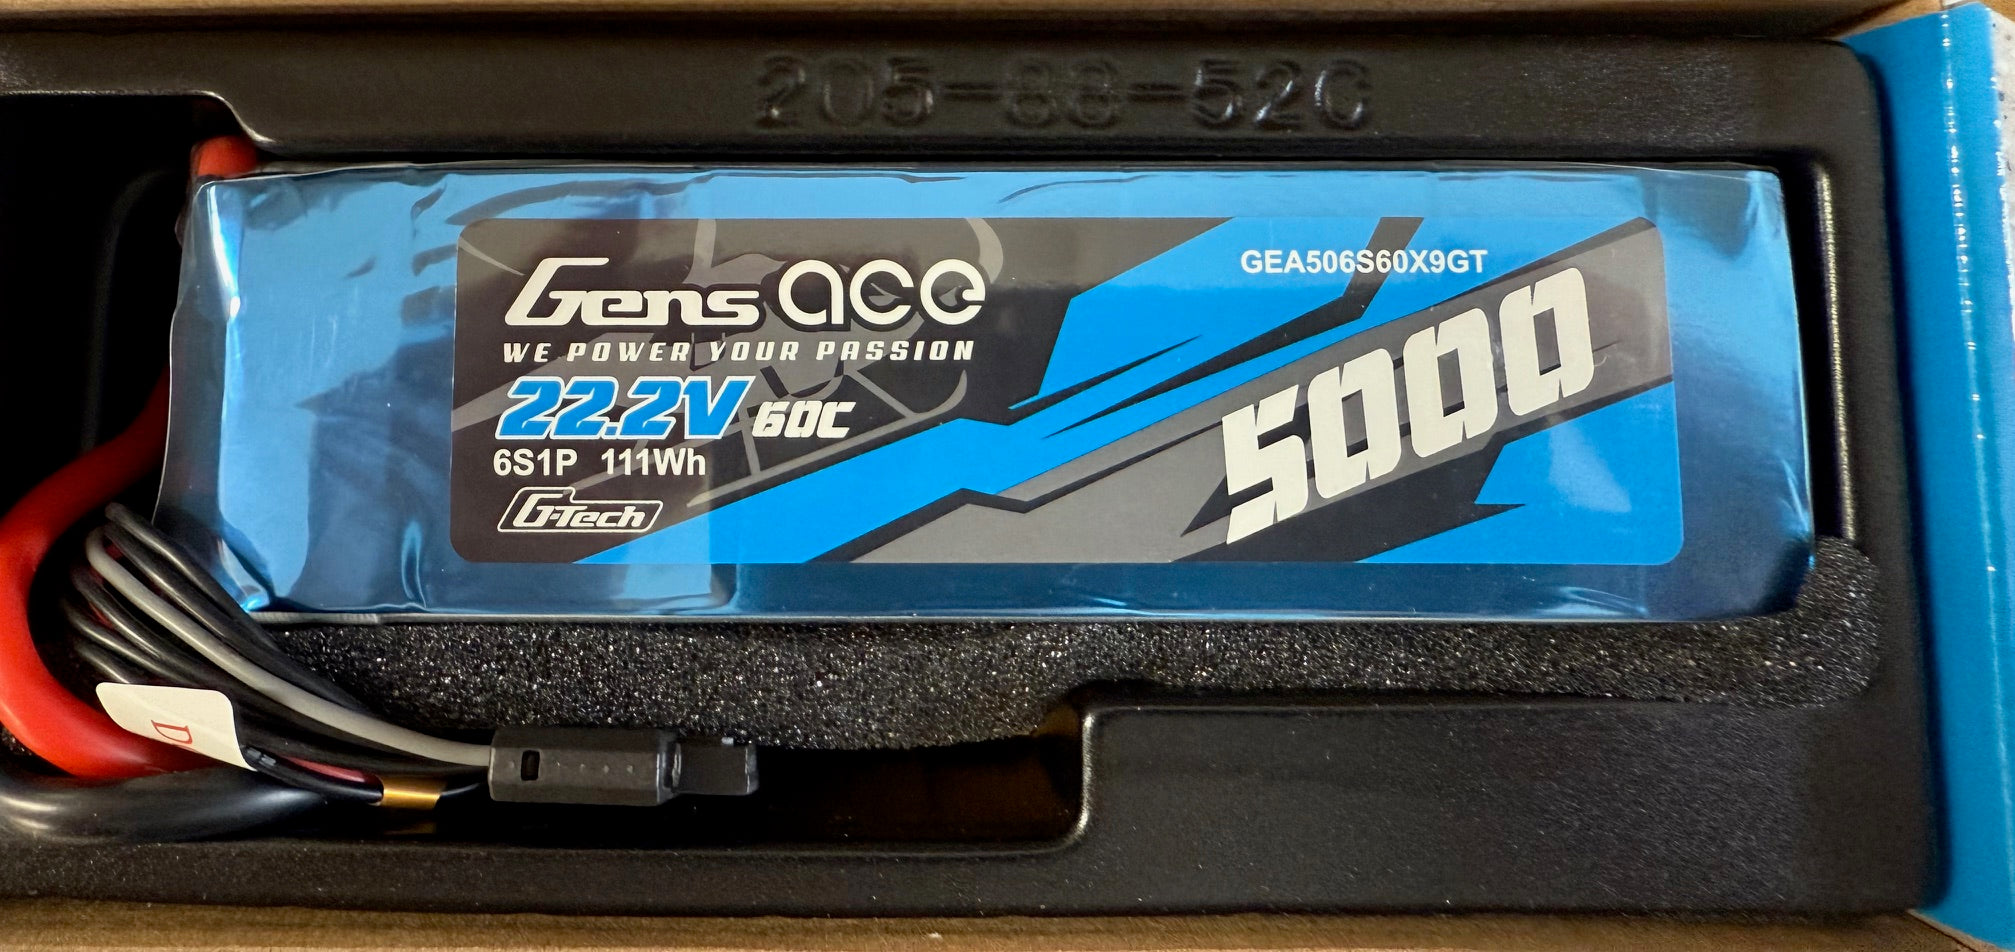 205-88-52C
GEA506S60X9GT
Gens ace
WE POWER YOUR PASSION
22.2V 60C
6S1P 111Wh
G-Tech
5000
D